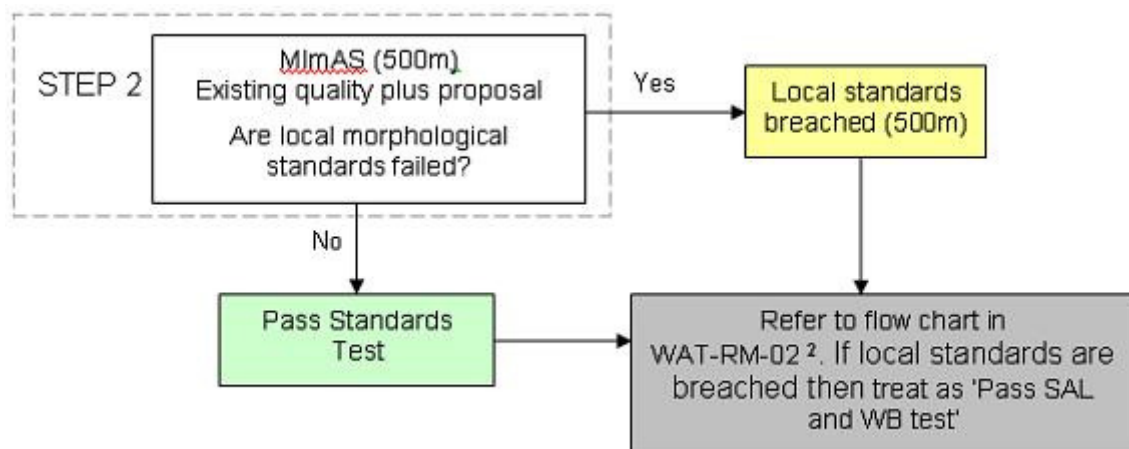 STEP 2
MImAS (500m)
Existing quality plus proposal
Are local morphological
standards failed?
Yes
Local standards
breached (500m)
No
Pass Standards
Test
Refer to flow chart in
WAT-RM-02 ². If local standards are
breached then treat as 'Pass SAL
and WB test'